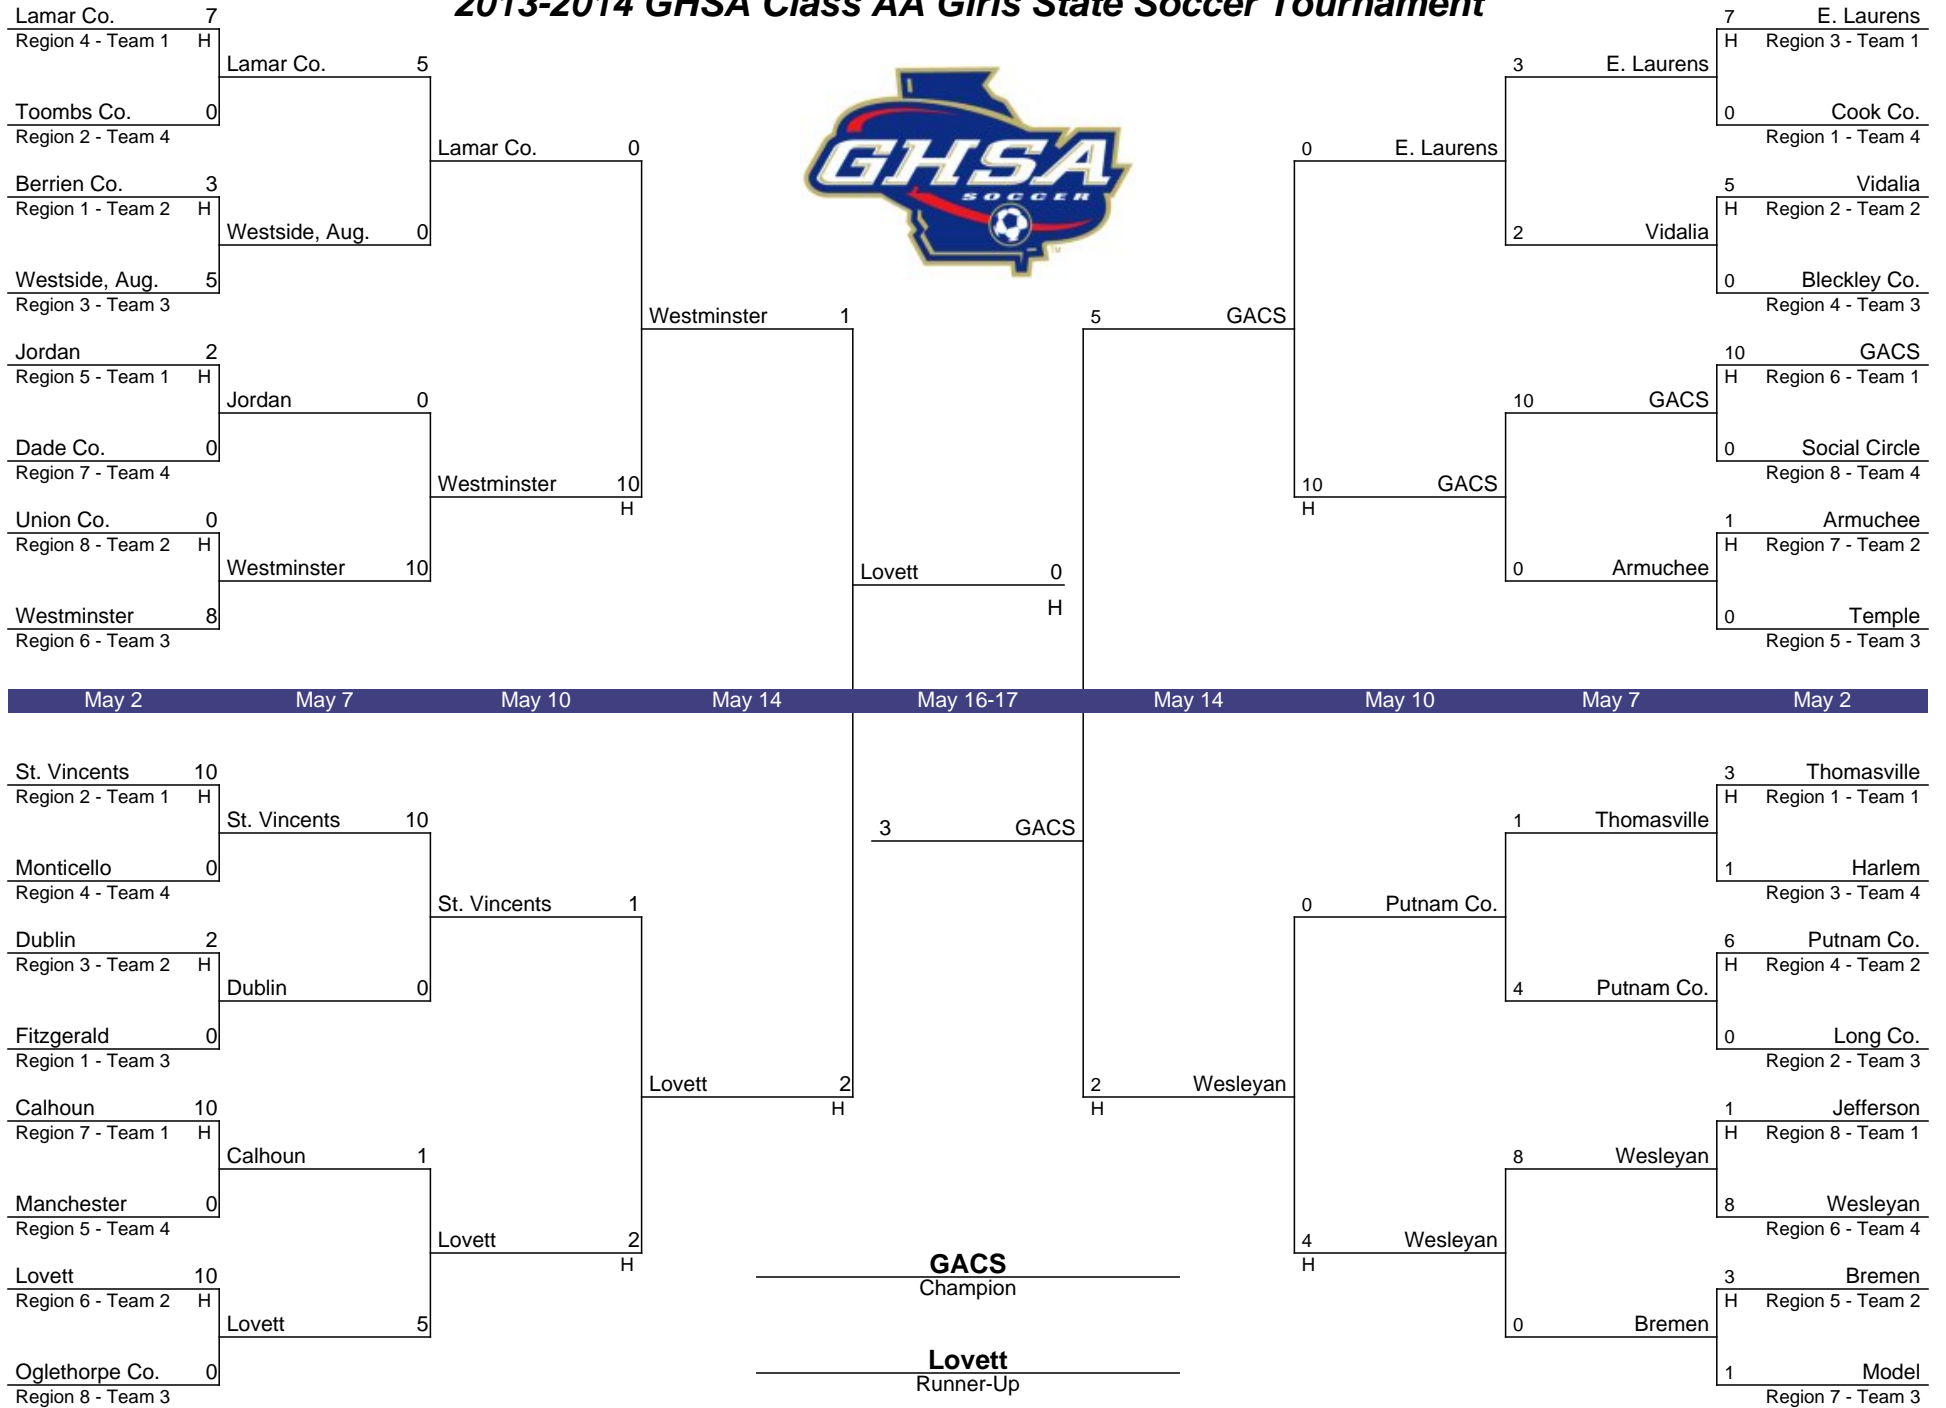 2013-2014 GHSA Class AA Girls State Soccer Tournament
GHSA
SOCCER
Lamar Co. 7
Region 4 - Team 1 H
Toombs Co. 0
Region 2 - Team 4
Berrien Co. 3
Region 1 - Team 2 H
Westside, Aug. 5
Region 3 - Team 3
Jordan 2
Region 5 - Team 1 H
Dade Co. 0
Region 7 - Team 4
Union Co. 0
Region 8 - Team 2 H
Westminster 8
Region 6 - Team 3
Lamar Co. 5
Westside, Aug. 0
Jordan 0
Westminster 10
Lamar Co. 0
Westminster 10
H
Westminster 1
Lovett 0
H
5 GACS
0 E. Laurens
10 GACS
H
3 E. Laurens
2 Vidalia
10 GACS
0 Armuchee
7 E. Laurens
H Region 3 - Team 1
0 Cook Co.
Region 1 - Team 4
5 Vidalia
H Region 2 - Team 2
0 Bleckley Co.
Region 4 - Team 3
10 GACS
H Region 6 - Team 1
0 Social Circle
Region 8 - Team 4
1 Armuchee
H Region 7 - Team 2
0 Temple
Region 5 - Team 3
May 2 May 7 May 10 May 14 May 16-17 May 14 May 10 May 7 May 2
St. Vincents 10
Region 2 - Team 1 H
Monticello 0
Region 4 - Team 4
Dublin 2
Region 3 - Team 2 H
Fitzgerald 0
Region 1 - Team 3
Calhoun 10
Region 7 - Team 1 H
Manchester 0
Region 5 - Team 4
Lovett 10
Region 6 - Team 2 H
Oglethorpe Co. 0
Region 8 - Team 3
St. Vincents 10
Dublin 0
Calhoun 1
Lovett 5
St. Vincents 1
Lovett 2
H
Lovett 2
H
3 GACS
2 Wesleyan
H
0 Putnam Co.
4 Wesleyan
H
1 Thomasville
4 Putnam Co.
8 Wesleyan
0 Bremen
3 Thomasville
H Region 1 - Team 1
1 Harlem
Region 3 - Team 4
6 Putnam Co.
H Region 4 - Team 2
0 Long Co.
Region 2 - Team 3
1 Jefferson
H Region 8 - Team 1
8 Wesleyan
Region 6 - Team 4
3 Bremen
H Region 5 - Team 2
1 Model
Region 7 - Team 3
GACS
Champion
Lovett
Runner-Up